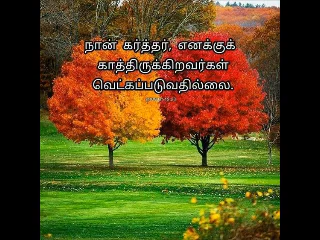 நான் கர்த்தர், எனக்குக்
காத்திருக்கிறவர்கள்
வெட்கப்படுவதில்லை.